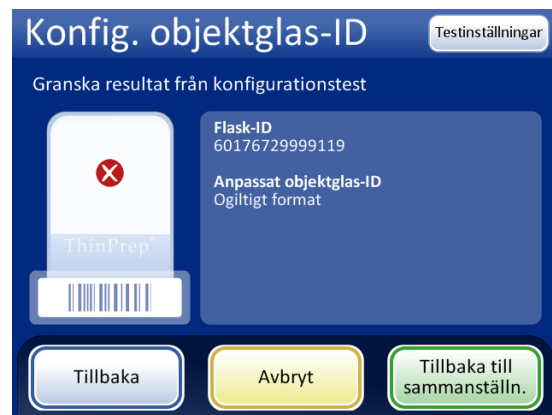 Konfig. objektglas-ID
Testinställningar
Granska resultat från konfigurationstest
Flask-ID
60176729999119
Anpassat objektglas-ID
Ogiltigt format
ThinPrep®
Tillbaka
Avbryt
Tillbaka till
sammanställn.